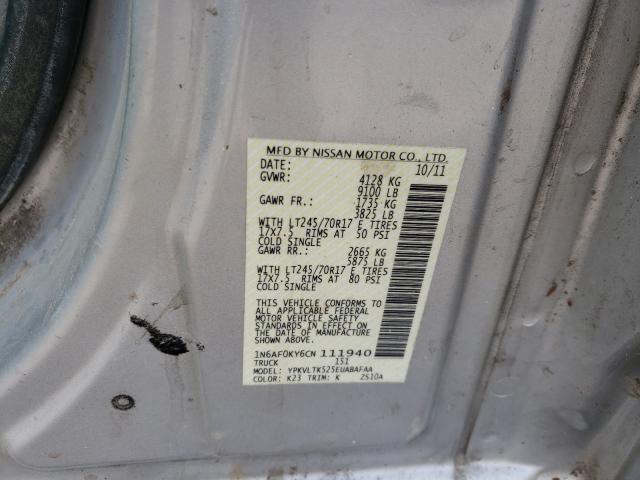 MFD BY NISSAN MOTOR CO., LTD.
DATE: 10/11
GVWR: 4128 KG
9100 LB
GAWR FR.: 1735 KG
3825 LB
WITH LT245/70R17 E TIRES
17X7.5 RIMS AT 50 PSI
COLD SINGLE
GAWR RR.: 2665 KG
5875 LB
WITH LT245/70R17 E TIRES
17X7.5 RIMS AT 80 PSI
COLD SINGLE
THIS VEHICLE CONFORMS TO
ALL APPLICABLE FEDERAL
MOTOR VEHICLE SAFETY
STANDARDS IN EFFECT ON
THE DATE OF MANUFACTURE
SHOWN ABOVE.
1N6AF0KY6CN 111940
TRUCK 151
MODEL: YPKVLTK525EUABAFAA
COLOR: K23 TRIM: K 2S10A